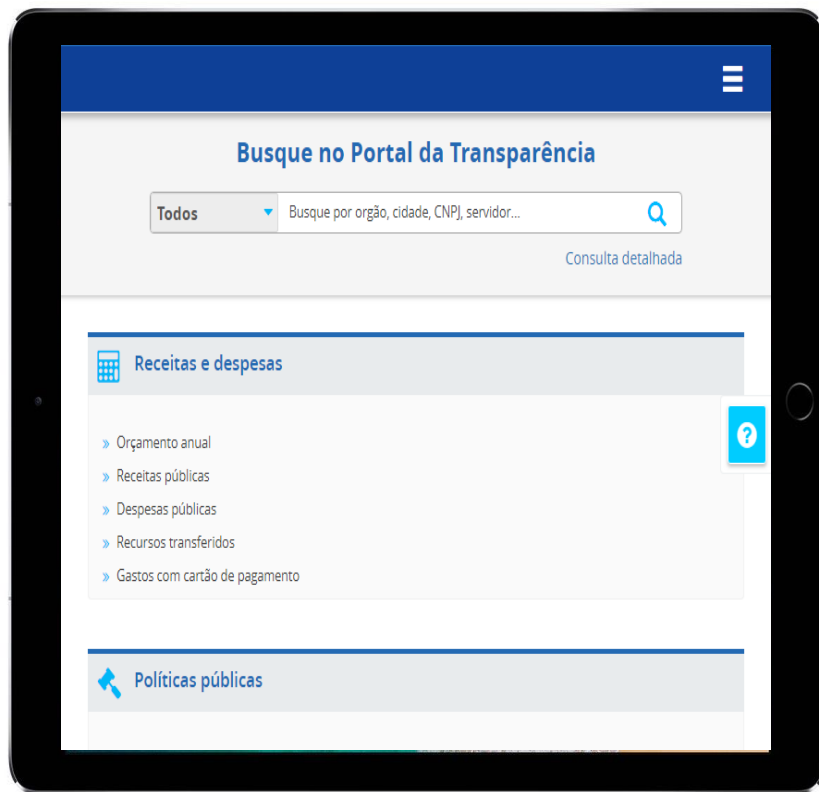 Busque no Portal da Transparência
Todos Busque por orgão, cidade, CNPJ, servidor...
Consulta detalhada
Receitas e despesas
» Orçamento anual
» Receitas públicas
» Despesas públicas
» Recursos transferidos
» Gastos com cartão de pagamento
?
Políticas públicas